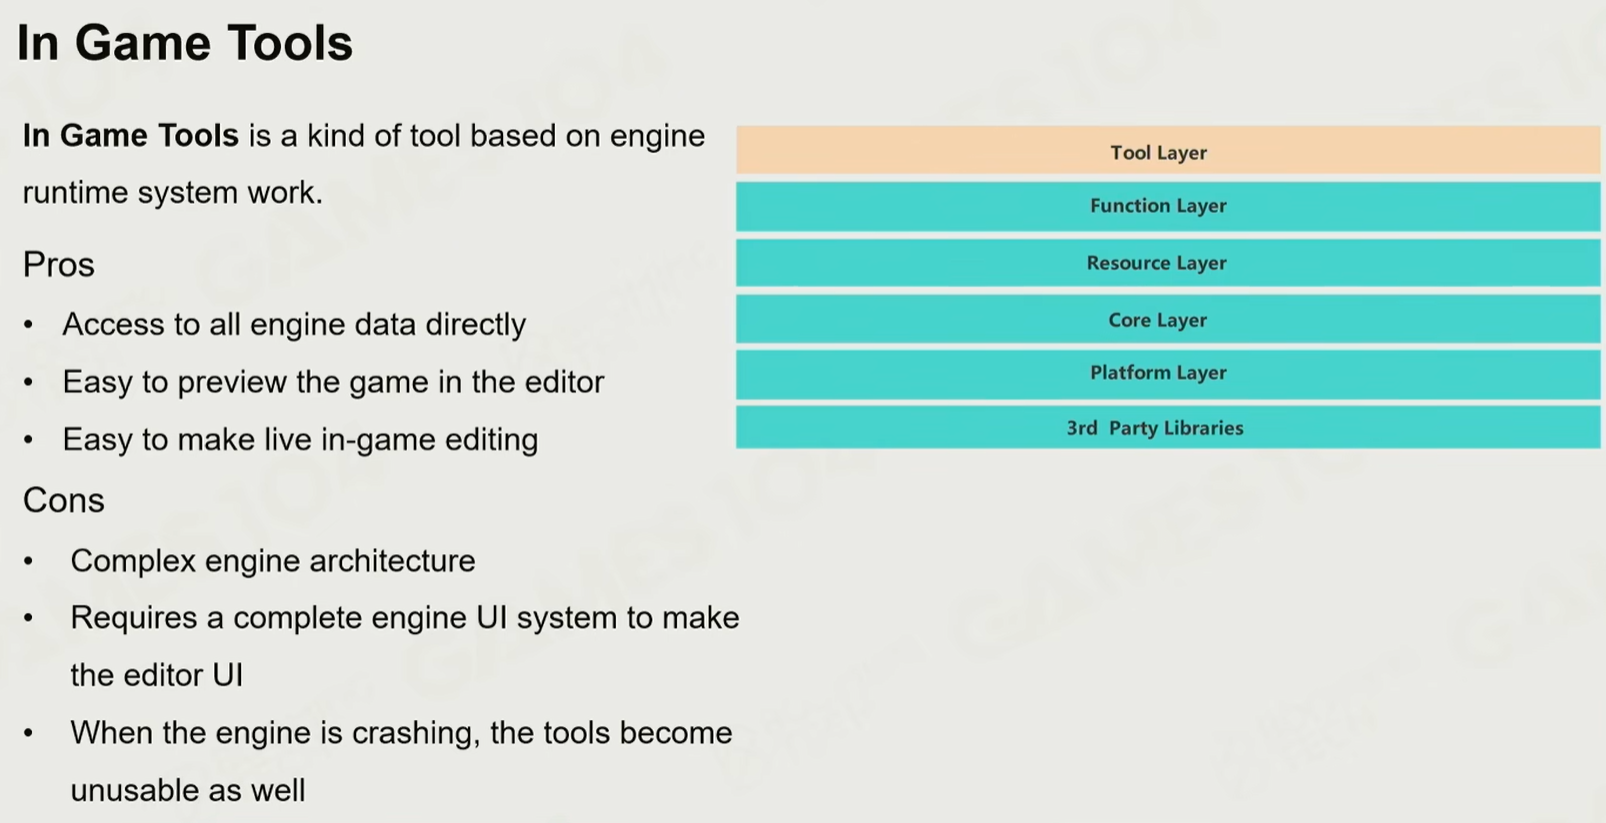 In Game Tools
In Game Tools is a kind of tool based on engine
runtime system work.
Pros
• Access to all engine data directly
• Easy to preview the game in the editor
• Easy to make live in-game editing
Cons
• Complex engine architecture
• Requires a complete engine UI system to make
the editor UI
• When the engine is crashing, the tools become
unusable as well
Tool Layer
Function Layer
Resource Layer
Core Layer
Platform Layer
3rd Party Libraries
GAMES 104